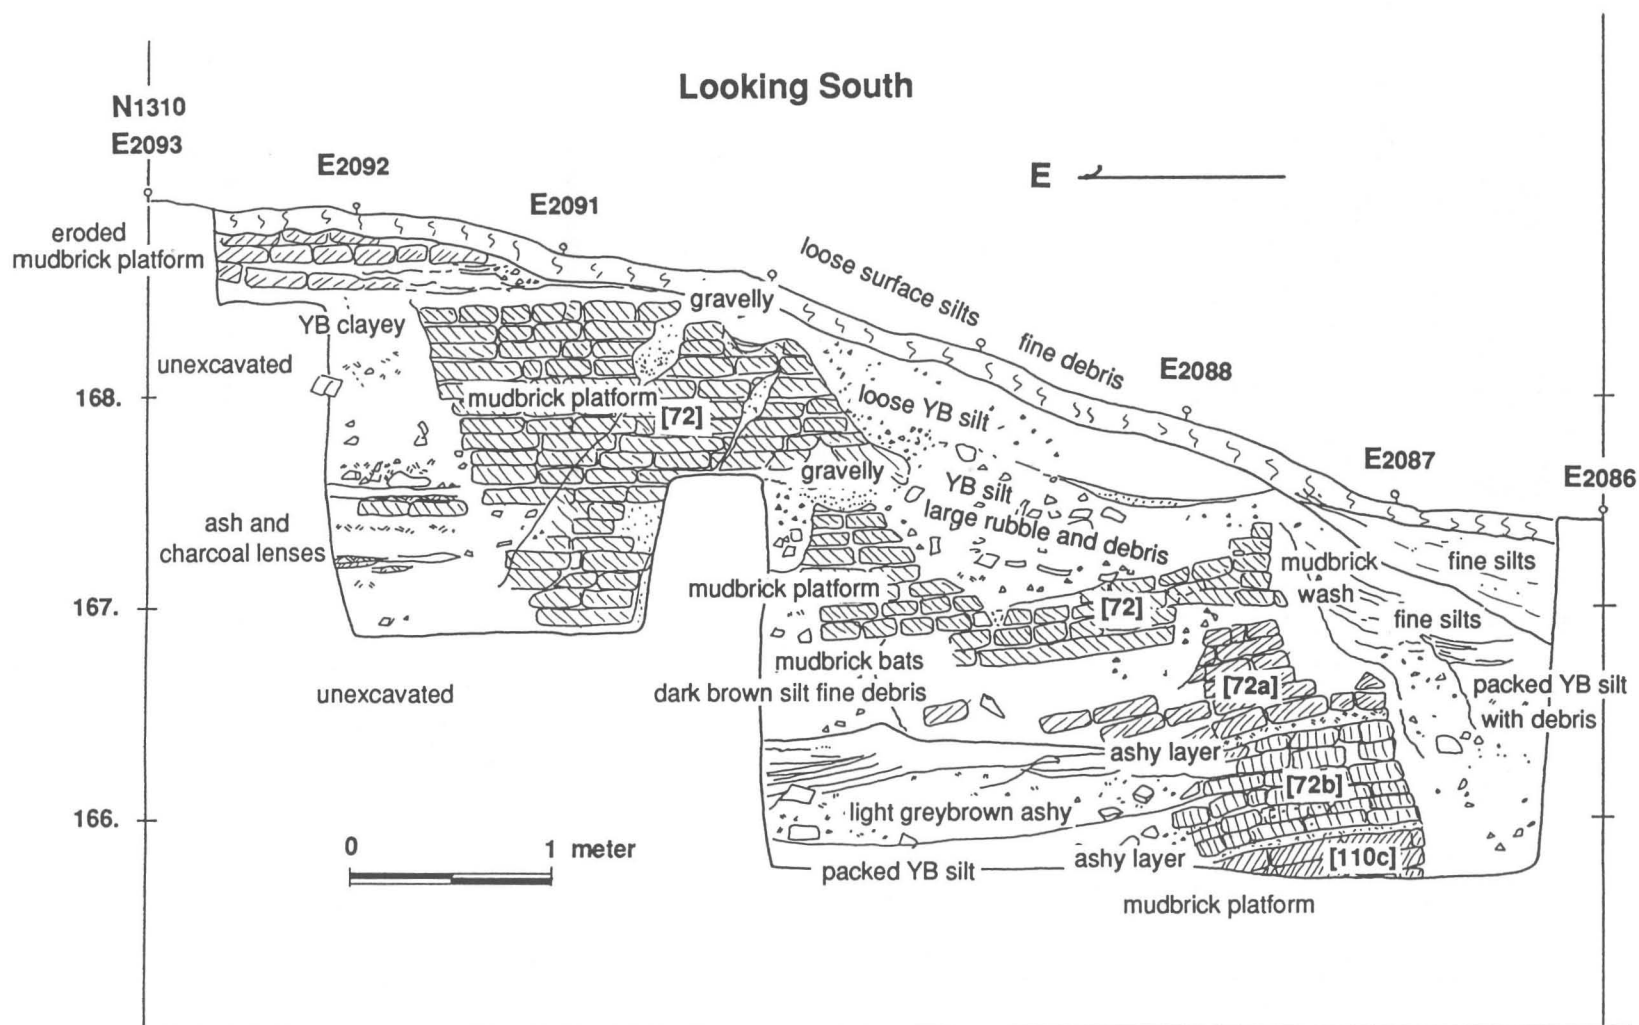 Looking South
N1310
E2093
E2092
E2091
E
E2088
E2087
E2086
loose surface silts
fine debris
eroded
mudbrick platform
gravelly
YB clayey
unexcavated
168.
mudbrick platform
[72]
loose YB silt
gravelly
YB silt
large rubble and debris
ash and
charcoal lenses
mudbrick
wash
fine silts
fine silts
167.
mudbrick platform
[72]
mudbrick bats
dark brown silt fine debris
unexcavated
[72a]
packed YB silt
with debris
ashy layer
[72b]
light greybrown ashy
166.
0 1 meter
packed YB silt
ashy layer
[110c]
mudbrick platform